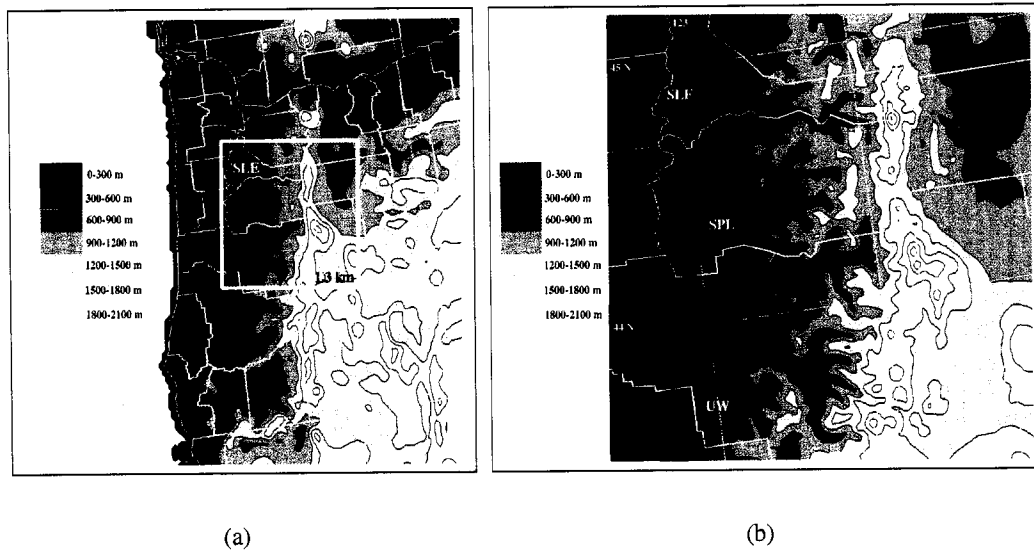 0-300 m
300-600 m
600-900 m
900-1200 m
1200-1500 m
1500-1800 m
1800-2100 m
SLE
1.3 km
(a)
0-300 m
300-600 m
600-900 m
900-1200 m
1200-1500 m
1500-1800 m
1800-2100 m
123
45 N
SLE
SPL
44 N
UW
(b)